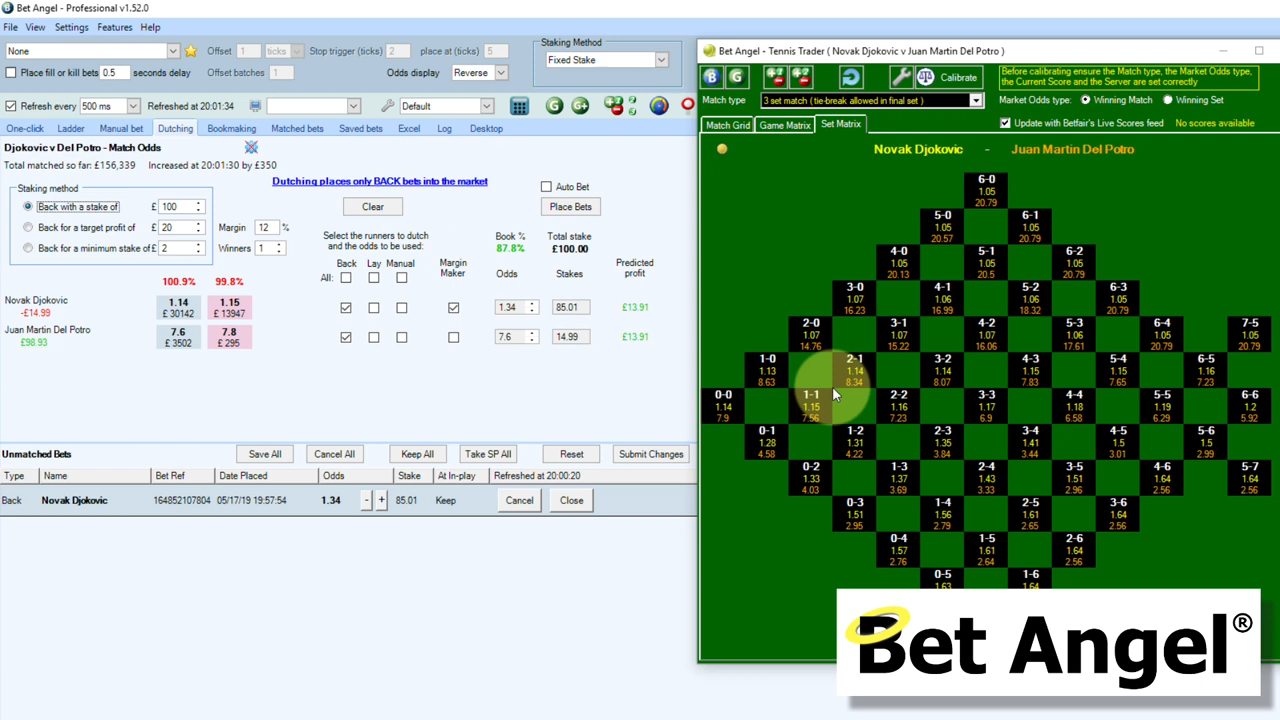 Bet Angel - Professional v1.52.0
File View Settings Features Help
None Offset 1 ticks Stop trigger (ticks) 2 place at (ticks) 5
Place fill or kill bets 0.5 seconds delay Offset batches 1 Odds display Reverse
Staking Method
Fixed Stake
Refresh every 500 ms Refreshed at 20:01:34 Default
One-click Ladder Manual bet Dutching Bookmaking Matched bets Saved bets Excel Log Desktop
Djokovic v Del Potro - Match Odds
Total matched so far: £156,339 Increased at 20:01:30 by £350
Dutching places only BACK bets into the market
Auto Bet
Staking method
Back with a stake of £ 100
Back for a target profit of £ 20 Margin 12 %
Back for a minimum stake of £ 2 Winners 1
Clear
Place Bets
Select the runners to dutch
and the odds to be used:
Book % Total stake
87.8% £100.00
Back Lay Manual Margin Maker Odds Stakes Predicted profit
All:
100.9% 99.8%
Novak Djokovic 1.14 1.15 1.34 85.01 £13.91
-£14.99 £ 30142 £ 13947
Juan Martin Del Potro 7.6 7.8 7.6 14.99 £13.91
£98.93 £ 3502 £ 295
Unmatched Bets Save All Cancel All Keep All Take SP All Reset Submit Changes
Type Name Bet Ref Date Placed Odds Stake At In-play Refreshed at 20:00:20
Back Novak Djokovic 164852107804 05/17/19 19:57:54 1.34 - + 85.01 Keep Cancel Close
Bet Angel - Tennis Trader ( Novak Djokovic v Juan Martin Del Potro )
B G Calibrate
Before calibrating ensure the Match type, the Market Odds type,
the Current Score and the Server are set correctly
Match type 3 set match ( tie-break allowed in final set ) Market Odds type: Winning Match Winning Set
Match Grid Game Matrix Set Matrix Update with Betfair's Live Scores feed No scores available
Novak Djokovic - Juan Martin Del Potro
6-0
1.05
20.79
5-0 6-1
1.05 1.05
20.57 20.79
4-0 5-1 6-2
1.05 1.05 1.05
20.13 20.5 20.79
3-0 4-1 5-2 6-3
1.07 1.06 1.06 1.05
16.23 16.99 18.32 20.79
2-0 3-1 4-2 5-3 6-4 7-5
1.07 1.07 1.07 1.06 1.05 1.05
14.76 15.22 16.06 17.61 20.79 20.79
1-0 2-1 3-2 4-3 5-4 6-5
1.13 1.14 1.14 1.14 1.14 1.16
8.63 8.34 8.07 7.83 7.65 7.23
0-0 1-1 2-2 3-3 4-4 5-5 6-6
1.14 1.15 1.16 1.17 1.18 1.19 1.2
7.9 7.56 7.23 6.9 6.58 6.29 5.92
0-1 1-2 2-3 3-4 4-5 5-6
1.28 1.31 1.35 1.41 1.5 1.5
4.58 4.22 3.84 3.44 3.01 2.99
0-2 1-3 2-4 3-5 4-6 5-7
1.33 1.37 1.43 1.51 1.64 1.64
4.03 3.69 3.33 2.96 2.56 2.56
0-3 1-4 2-5 3-6
1.51 1.56 1.61 1.64
2.95 2.79 2.65 2.56
0-4 1-5 2-6
1.57 1.61 1.64
2.76 2.64 2.56
0-5 1-6
1.63 1.64
Bet Angel®